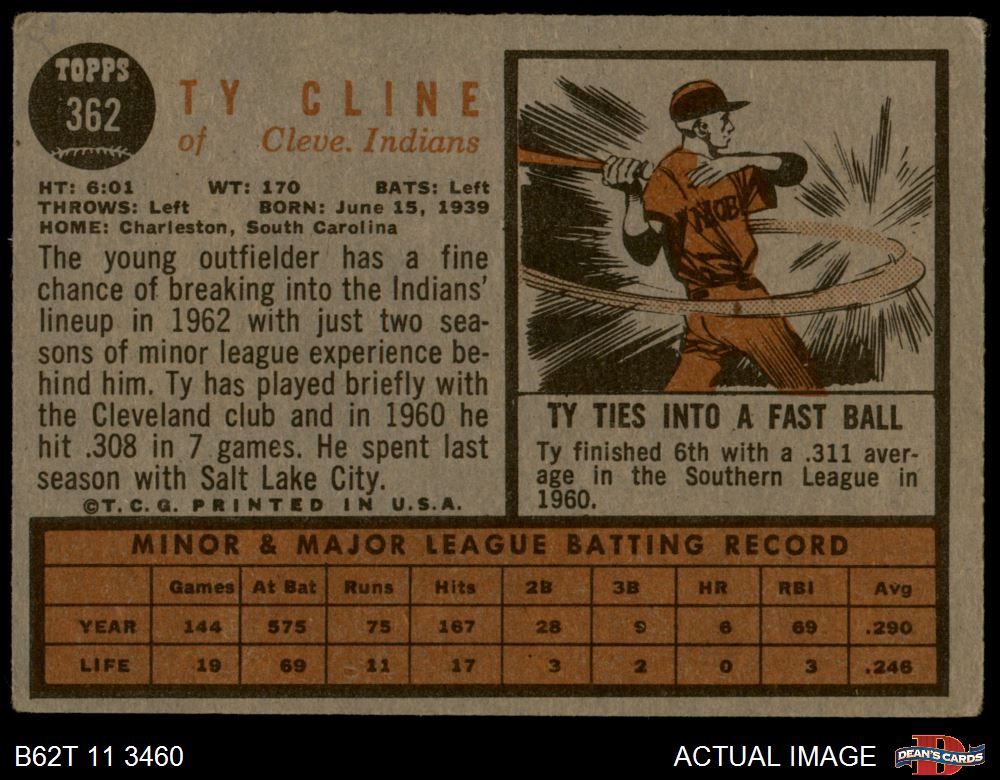 TOPPS
362
TY CLINE
of Cleve. Indians
HT: 6:01 WT: 170 BATS: Left
THROWS: Left BORN: June 15, 1939
HOME: Charleston, South Carolina
The young outfielder has a fine
chance of breaking into the Indians'
lineup in 1962 with just two sea-
sons of minor league experience be-
hind him. Ty has played briefly with
the Cleveland club and in 1960 he
hit .308 in 7 games. He spent last
season with Salt Lake City.
©T.C.G. PRINTED IN U.S.A.
TY TIES INTO A FAST BALL
Ty finished 6th with a .311 aver-
age in the Southern League in
1960.
MINOR & MAJOR LEAGUE BATTING RECORD
Games At Bat Runs Hits 2B 3B HR RBI Avg
YEAR 144 575 75 167 28 9 6 69 .290
LIFE 19 69 11 17 3 2 0 3 .246
B62T 11 3460
ACTUAL IMAGE
DEAN'S CARDS